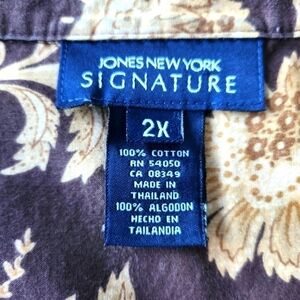 JONES NEW YORK
SIGNATURE
2X
100% COTTON
RN 54050
CA 08349
MADE IN
THAILAND
100% ALGODON
HECHO EN
TAILANDIA